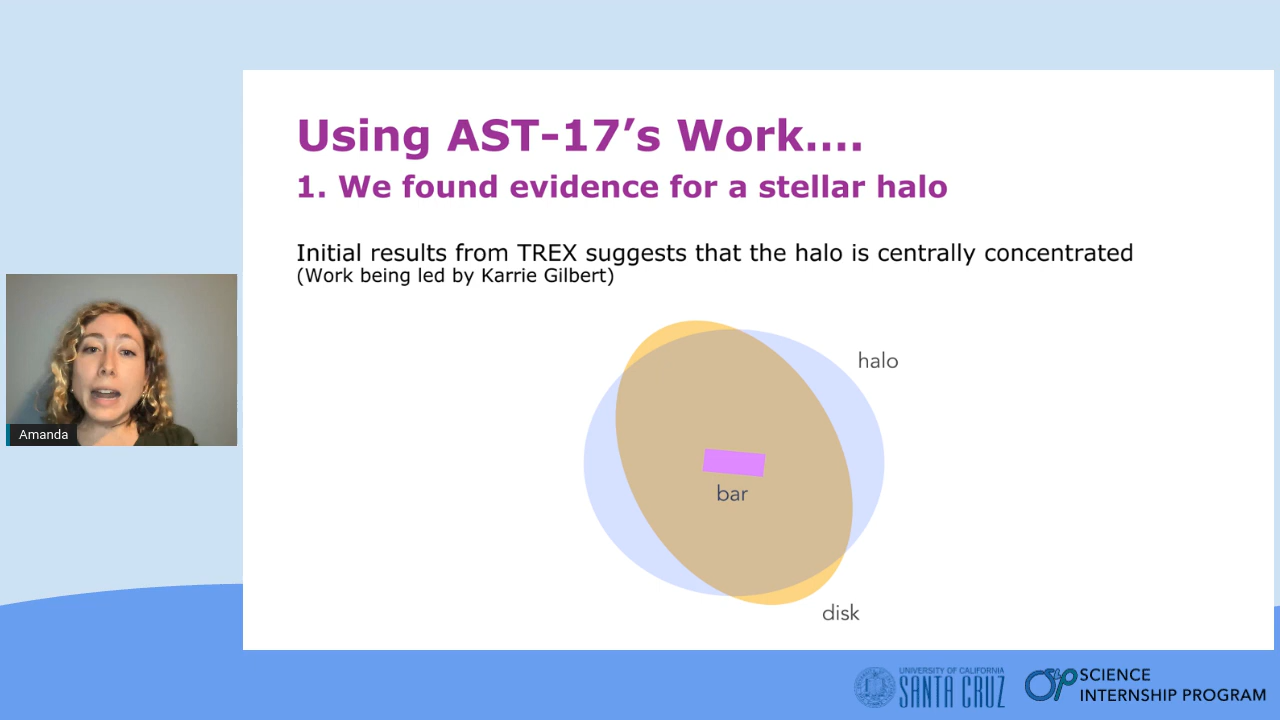 Using AST-17’s Work....
1. We found evidence for a stellar halo
Initial results from TREX suggests that the halo is centrally concentrated
(Work being led by Karrie Gilbert)
halo
bar
disk
Amanda
UNIVERSITY OF CALIFORNIA
SANTA CRUZ
SCIENCE
INTERNSHIP PROGRAM